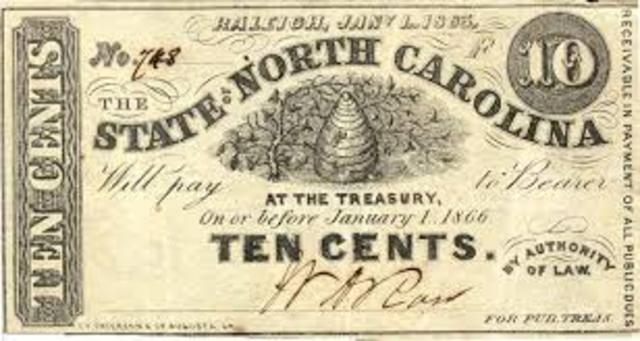 RALEIGH, JANY 1. 1863.
No. 748
10
THE
STATE OF NORTH CAROLINA
Will pay to Bearer
AT THE TREASURY,
On or before January 1. 1866
TEN CENTS.
BY AUTHORITY
OF LAW.
FOR PUB. TREAS.
TEN CENTS
RECEIVABLE IN PAYMENT OF ALL PUBLIC DUES